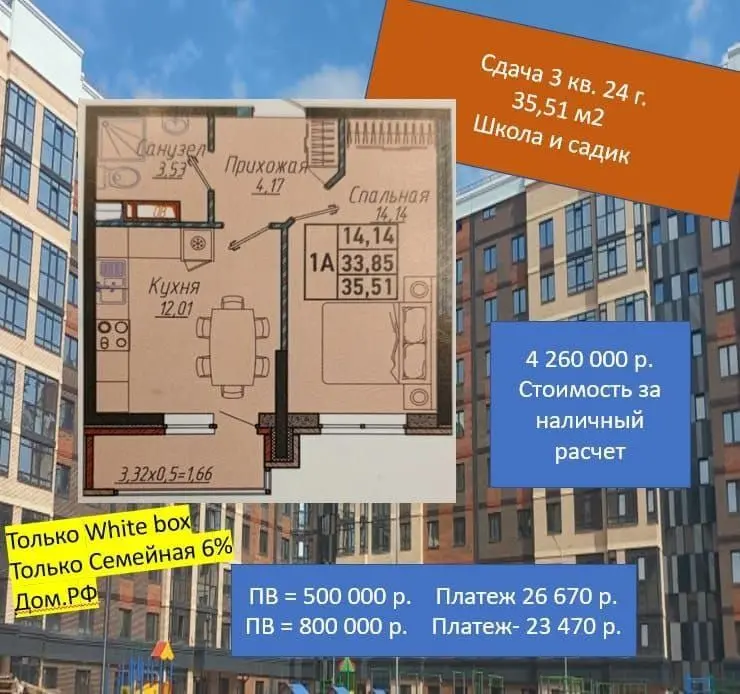 Сдача 3 кв. 24 г.
35,51 м2
Школа и садик
Санузел
3,53
Прихожая
4,17
Спальная
14,14
ОВ
14,14
1А 33,85
35,51
Кухня
12,01
3,32х0,5=1,66
4 260 000 р.
Стоимость за
наличный
расчет
Только White box
Только Семейная 6%
Дом.РФ
ПВ = 500 000 р. Платеж 26 670 р.
ПВ = 800 000 р. Платеж- 23 470 р.